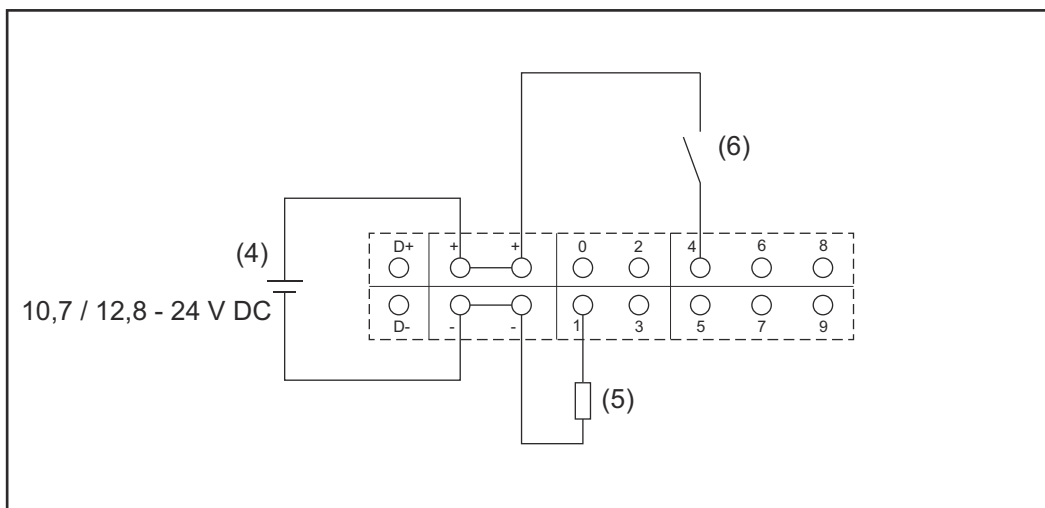 (6)
(4)
10,7 / 12,8 - 24 V DC
D+ + + 0 2 4 6 8
D- - - 1 3 5 7 9
(5)